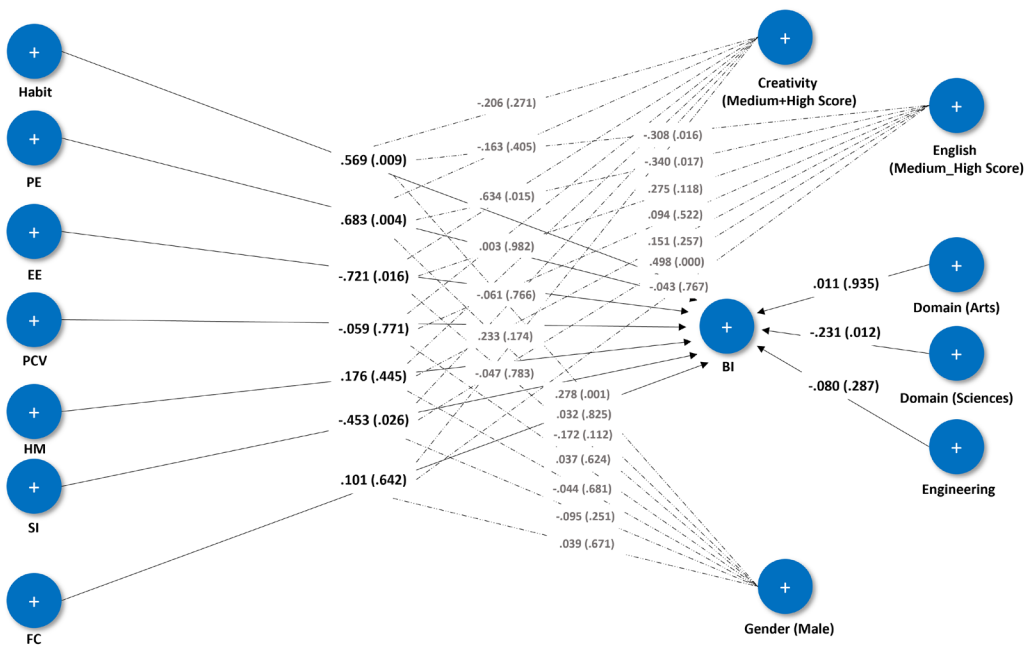 Habit
PE
EE
PCV
HM
SI
FC
.569 (.009)
.683 (.004)
-.721 (.016)
-.059 (.771)
.176 (.445)
-.453 (.026)
.101 (.642)
-.206 (.271)
-.163 (.405)
.634 (.015)
.003 (.982)
-.061 (.766)
.233 (.174)
-.047 (.783)
-.308 (.016)
-.340 (.017)
.275 (.118)
.094 (.522)
.151 (.257)
.498 (.000)
-.043 (.767)
.278 (.001)
.032 (.825)
-.172 (.112)
.037 (.624)
-.044 (.681)
-.095 (.251)
.039 (.671)
Creativity
(Medium+High Score)
English
(Medium_High Score)
BI
.011 (.935)
-.231 (.012)
-.080 (.287)
Domain (Arts)
Domain (Sciences)
Engineering
Gender (Male)